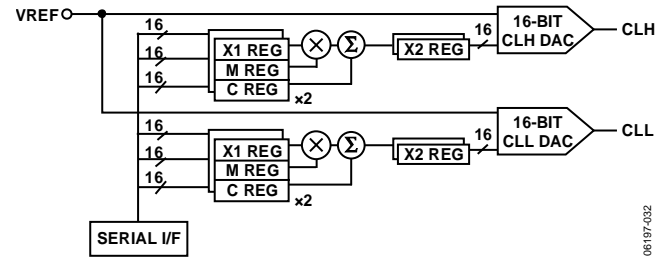 VREF
16
16
16
X1 REG
M REG
C REG
×2
×
Σ
X2 REG
16
16-BIT
CLH DAC
CLH
16
16
16
X1 REG
M REG
C REG
×2
×
Σ
X2 REG
16
16-BIT
CLL DAC
CLL
SERIAL I/F
06197-032